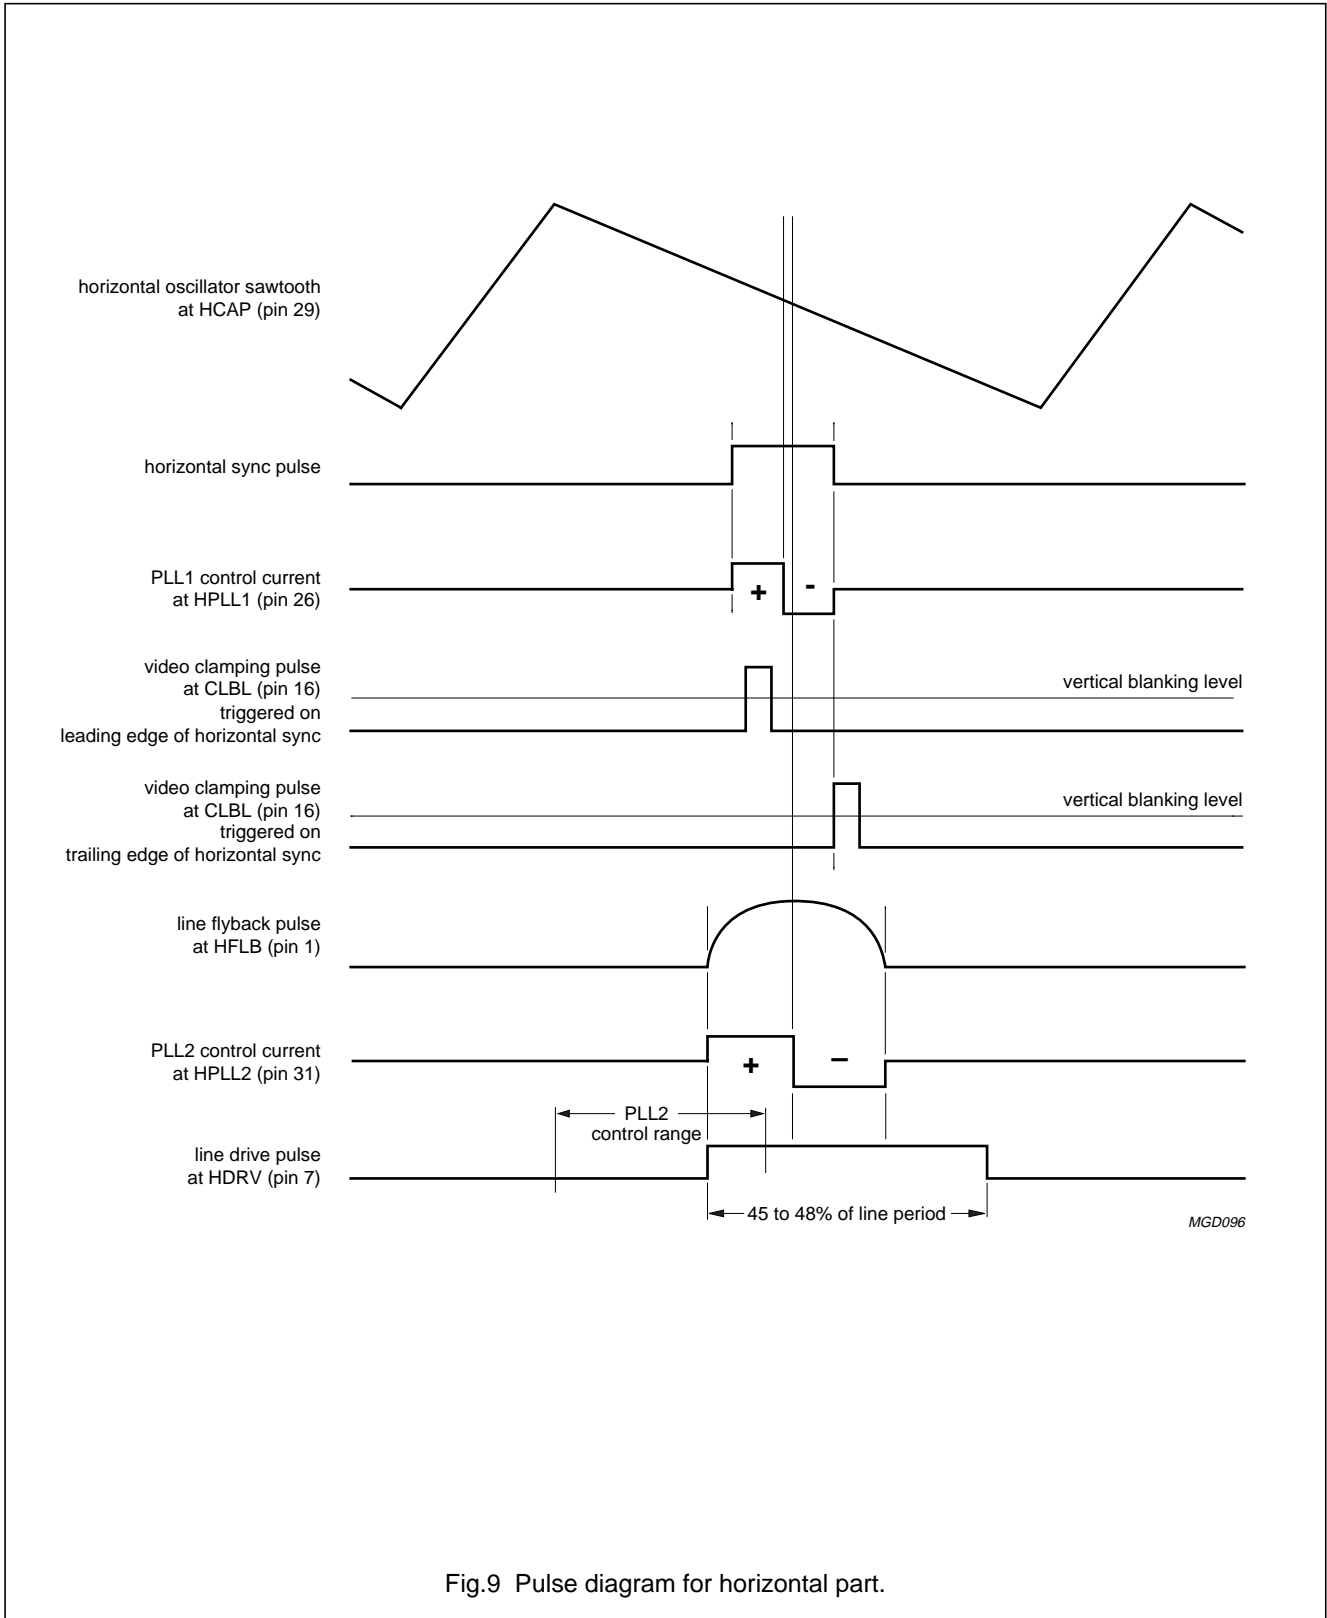 horizontal oscillator sawtooth
at HCAP (pin 29)
horizontal sync pulse
PLL1 control current
at HPLL1 (pin 26)
+
-
video clamping pulse
at CLBL (pin 16)
triggered on
leading edge of horizontal sync
vertical blanking level
video clamping pulse
at CLBL (pin 16)
triggered on
trailing edge of horizontal sync
vertical blanking level
line flyback pulse
at HFLB (pin 1)
PLL2 control current
at HPLL2 (pin 31)
+
−
PLL2
control range
line drive pulse
at HDRV (pin 7)
45 to 48% of line period
MGD096
Fig.9 Pulse diagram for horizontal part.